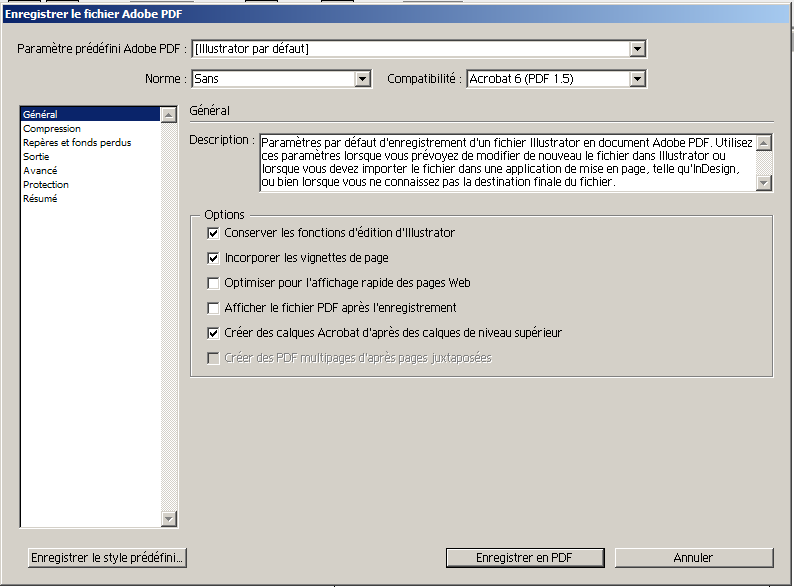 Enregistrer le fichier Adobe PDF
Paramètre prédéfini Adobe PDF : [Illustrator par défaut]
Norme : Sans Compatibilité : Acrobat 6 (PDF 1.5)
Général
Compression
Repères et fonds perdus
Sortie
Avancé
Protection
Résumé
Général
Description : Paramètres par défaut d'enregistrement d'un fichier Illustrator en document Adobe PDF. Utilisez
ces paramètres lorsque vous prévoyez de modifier de nouveau le fichier dans Illustrator ou
lorsque vous devez importer le fichier dans une application de mise en page, telle qu'InDesign,
ou bien lorsque vous ne connaissez pas la destination finale du fichier.
Options
Conserver les fonctions d'édition d'Illustrator
Incorporer les vignettes de page
Optimiser pour l'affichage rapide des pages Web
Afficher le fichier PDF après l'enregistrement
Créer des calques Acrobat d'après des calques de niveau supérieur
Créer des PDF multipages d'après pages juxtaposées
Enregistrer le style prédéfini... Enregistrer en PDF Annuler